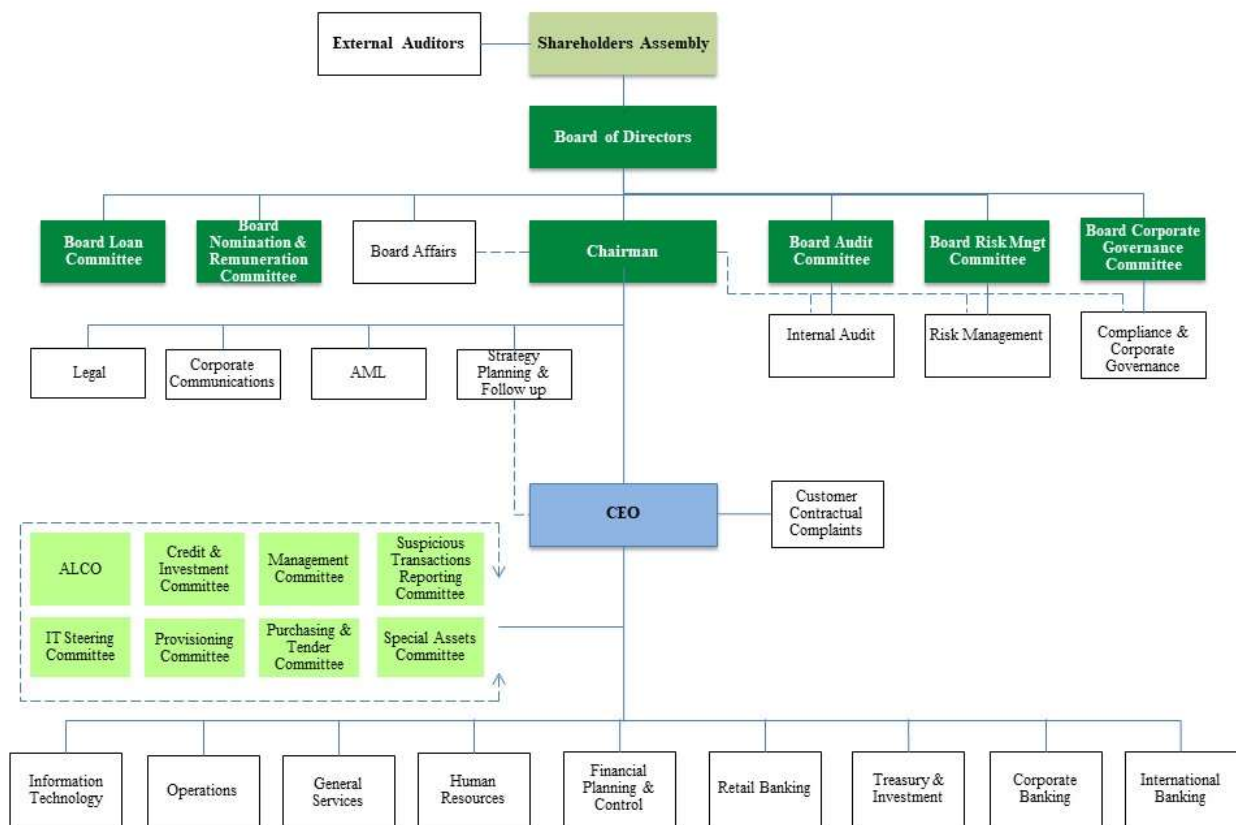 External Auditors
Shareholders Assembly
Board of Directors
Board Loan
Committee
Board
Nomination &
Remuneration
Committee
Board Affairs
Chairman
Board Audit
Committee
Board Risk Mngt
Committee
Board Corporate
Governance
Committee
Legal
Corporate
Communications
AML
Strategy
Planning &
Follow up
Internal Audit
Risk Management
Compliance &
Corporate
Governance
CEO
Customer
Contractual
Complaints
ALCO
Credit &
Investment
Committee
Management
Committee
Suspicious
Transactions
Reporting
Committee
IT Steering
Committee
Provisioning
Committee
Purchasing &
Tender
Committee
Special Assets
Committee
Information
Technology
Operations
General
Services
Human
Resources
Financial
Planning &
Control
Retail Banking
Treasury &
Investment
Corporate
Banking
International
Banking